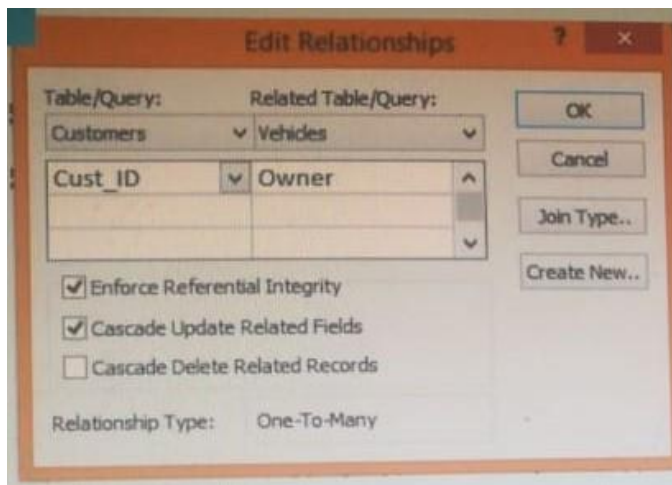 Edit Relationships ? ×
Table/Query: Related Table/Query:
Customers Vehicles
OK
Cust_ID Owner
Cancel
Join Type..
Create New..
Enforce Referential Integrity
Cascade Update Related Fields
Cascade Delete Related Records
Relationship Type: One-To-Many